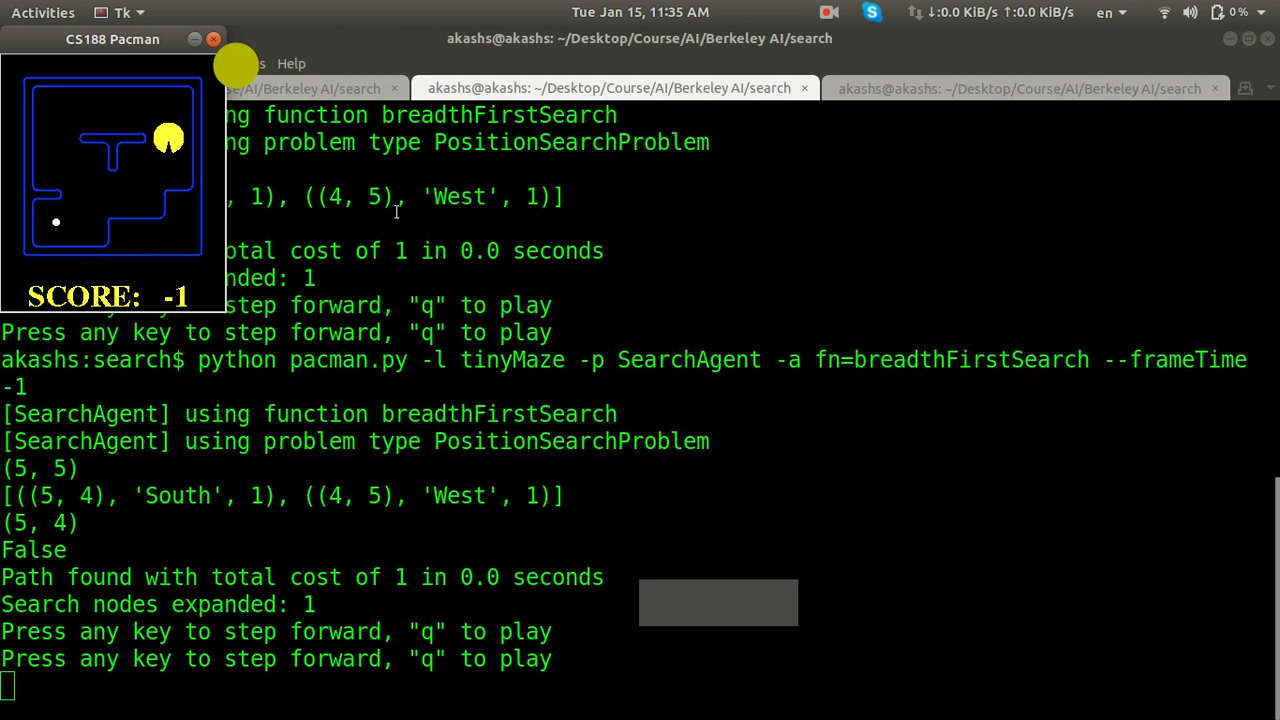 Activities Tk Tue Jan 15, 11:35 AM ↓:0.0 KiB/s ↑:0.0 KiB/s en 0 %
CS188 Pacman akashs@akashs: ~/Desktop/Course/AI/Berkeley AI/search
s Help
se/AI/Berkeley AI/search × akashs@akashs: ~/Desktop/Course/AI/Berkeley AI/search × akashs@akashs: ~/Desktop/Course/AI/Berkeley AI/search ×
ng function breadthFirstSearch
ng problem type PositionSearchProblem
, 1), ((4, 5), 'West', 1)]
otal cost of 1 in 0.0 seconds
nded: 1
SCORE: -1
step forward, "q" to play
Press any key to step forward, "q" to play
akashs:search$ python pacman.py -l tinyMaze -p SearchAgent -a fn=breadthFirstSearch --frameTime
-1
[SearchAgent] using function breadthFirstSearch
[SearchAgent] using problem type PositionSearchProblem
(5, 5)
[((5, 4), 'South', 1), ((4, 5), 'West', 1)]
(5, 4)
False
Path found with total cost of 1 in 0.0 seconds
Search nodes expanded: 1
Press any key to step forward, "q" to play
Press any key to step forward, "q" to play